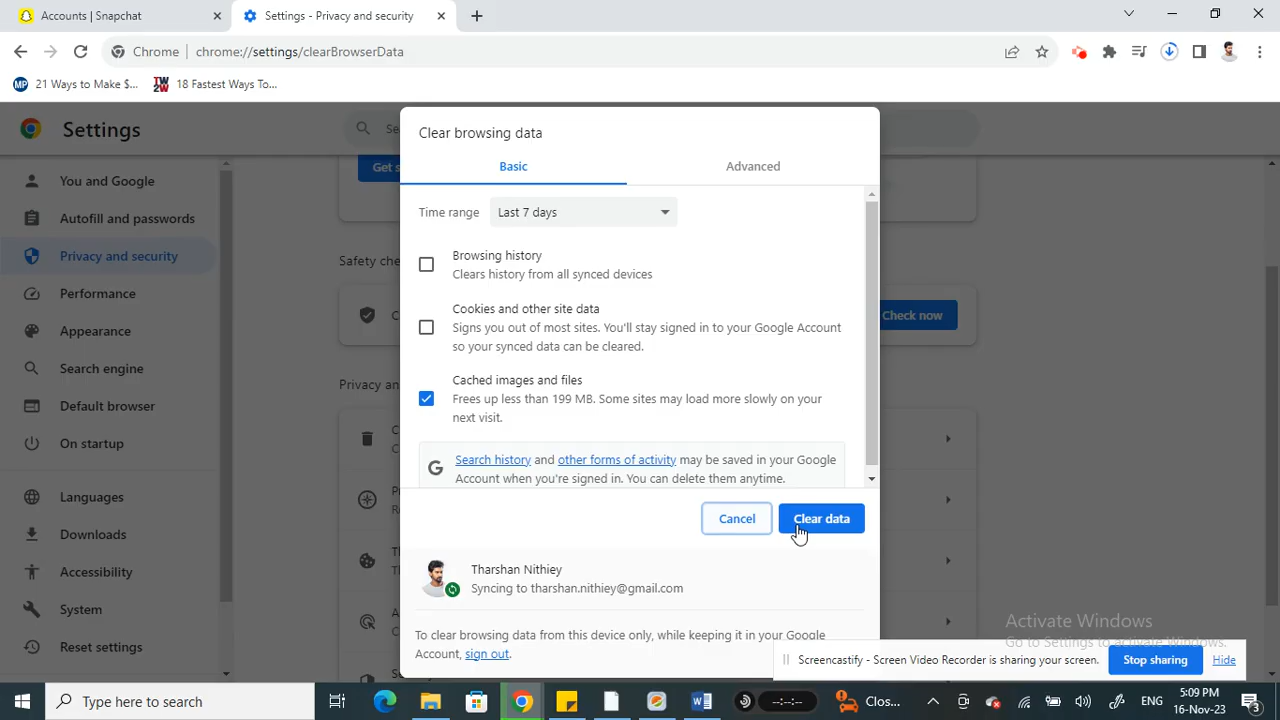 Accounts | Snapchat
Settings - Privacy and security
Chrome
chrome://settings/clearBrowserData
MP 21 Ways to Make $...
TW2W 18 Fastest Ways To...
Settings
You and Google
Autofill and passwords
Privacy and security
Performance
Appearance
Search engine
Default browser
On startup
Languages
Downloads
Accessibility
System
Reset settings
Get s
Safety che
Check now
Privacy an
Clear browsing data
Basic
Advanced
Time range
Last 7 days
Browsing history
Clears history from all synced devices
Cookies and other site data
Signs you out of most sites. You'll stay signed in to your Google Account
so your synced data can be cleared.
Cached images and files
Frees up less than 199 MB. Some sites may load more slowly on your
next visit.
G Search history and other forms of activity may be saved in your Google
Account when you're signed in. You can delete them anytime.
Cancel
Clear data
Tharshan Nithiey
Syncing to tharshan.nithiey@gmail.com
To clear browsing data from this device only, while keeping it in your Google
Account, sign out.
Activate Windows
Go to Settings to activate Windows.
Screencastify - Screen Video Recorder is sharing your screen.
Stop sharing
Hide
Type here to search
--:--:--
Clos...
ENG
5:09 PM
16-Nov-23
3